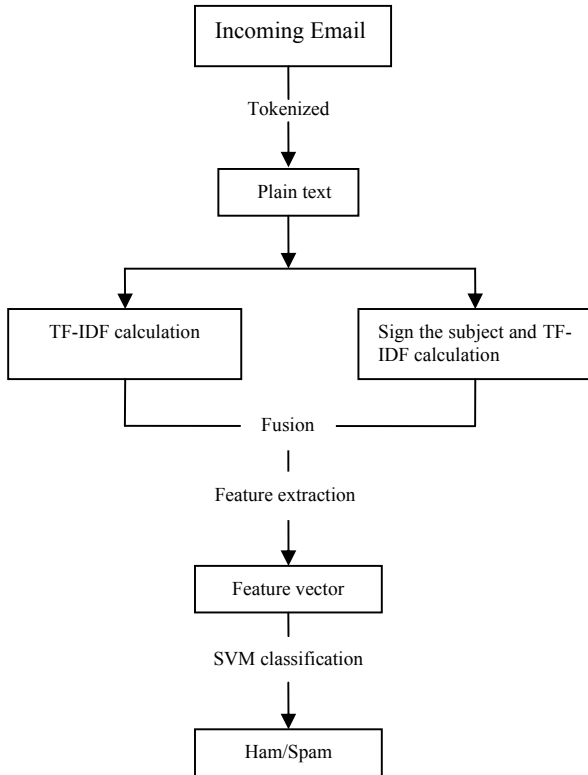 Incoming Email
Tokenized
Plain text
TF-IDF calculation
Sign the subject and TF-
IDF calculation
Fusion
Feature extraction
Feature vector
SVM classification
Ham/Spam